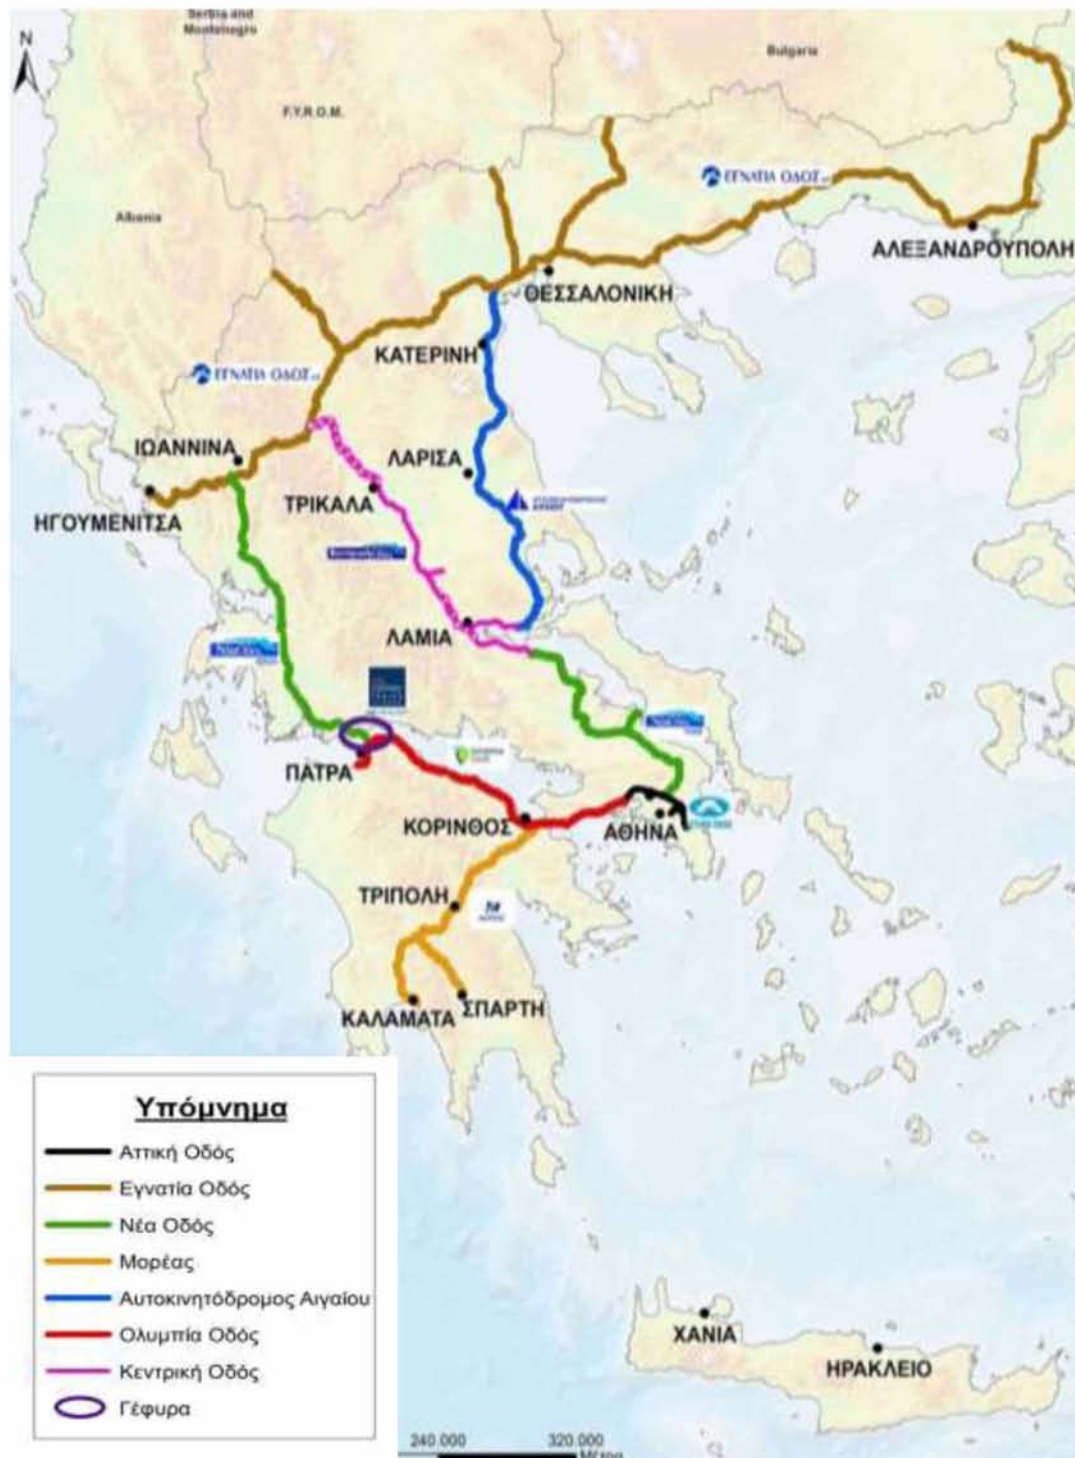 Serbia and
Montenegro
N
Bulgaria
F.Y.R.O.M.
ΕΓΝΑΤΙΑ ΟΔΟΣ
Albania
ΑΛΕΞΑΝΔΡΟΥΠΟΛΗ
ΘΕΣΣΑΛΟΝΙΚΗ
ΚΑΤΕΡΙΝΗ
ΕΓΝΑΤΙΑ ΟΔΟΣ
ΙΩΑΝΝΙΝΑ
ΛΑΡΙΣΑ
ΤΡΙΚΑΛΑ
ΗΓΟΥΜΕΝΙΤΣΑ
ΛΑΜΙΑ
ΠΑΤΡΑ
ΚΟΡΙΝΘΟΣ
ΑΘΗΝΑ
ΤΡΙΠΟΛΗ
ΚΑΛΑΜΑΤΑ
ΣΠΑΡΤΗ
Υπόμνημα
Αττική Οδός
Εγνατία Οδός
Νέα Οδός
Μορέας
Αυτοκινητόδρομος Αιγαίου
Ολυμπία Οδός
Κεντρική Οδός
Γέφυρα
ΧΑΝΙΑ
ΗΡΑΚΛΕΙΟ
240.000
320.000